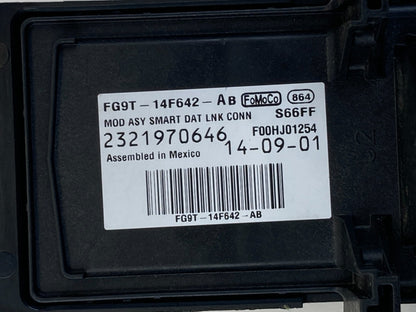 FG9T-14F642-AB FoMoCo 864
MOD ASY SMART DAT LNK CONN S66FF
2321970646 F00HJ01254
Assembled in Mexico 14-09-01
FG9T-14F642-AB